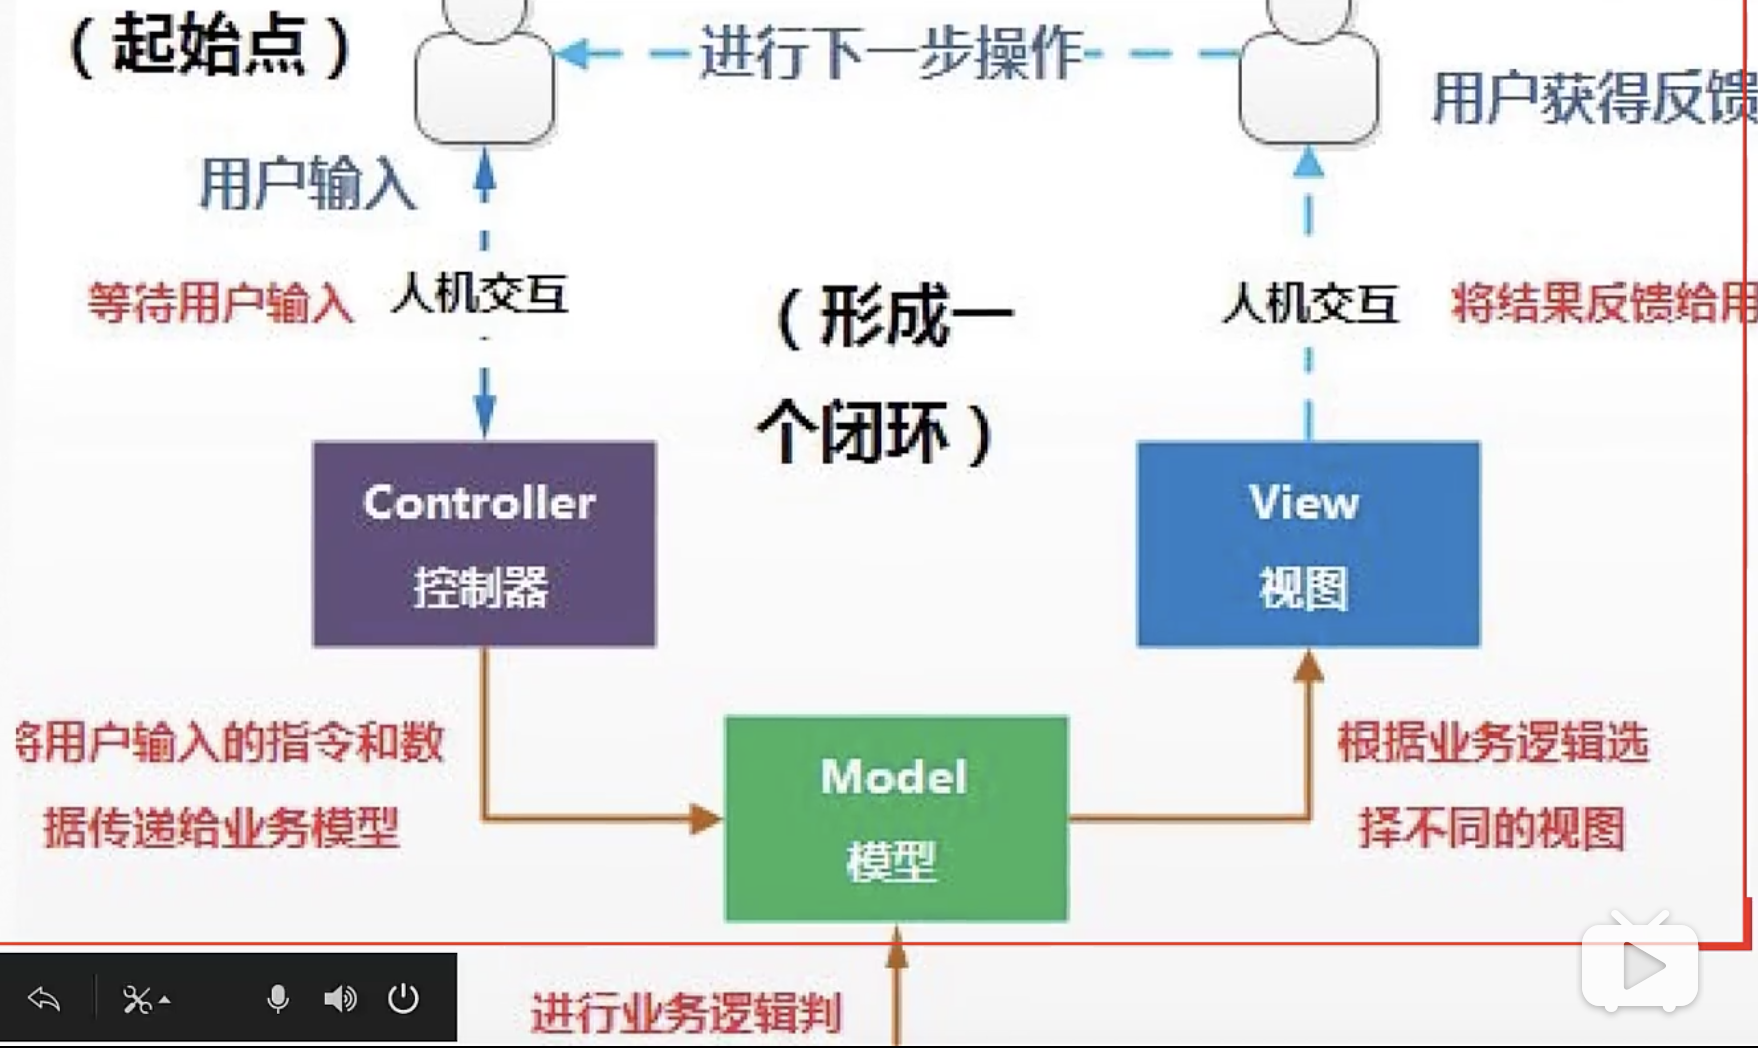 （起始点）
进行下一步操作
用户获得反馈
用户输入
等待用户输入
人机交互
（形成一
个闭环）
人机交互
将结果反馈给用
Controller
控制器
View
视图
将用户输入的指令和数
据传递给业务模型
Model
模型
根据业务逻辑选
择不同的视图
进行业务逻辑判